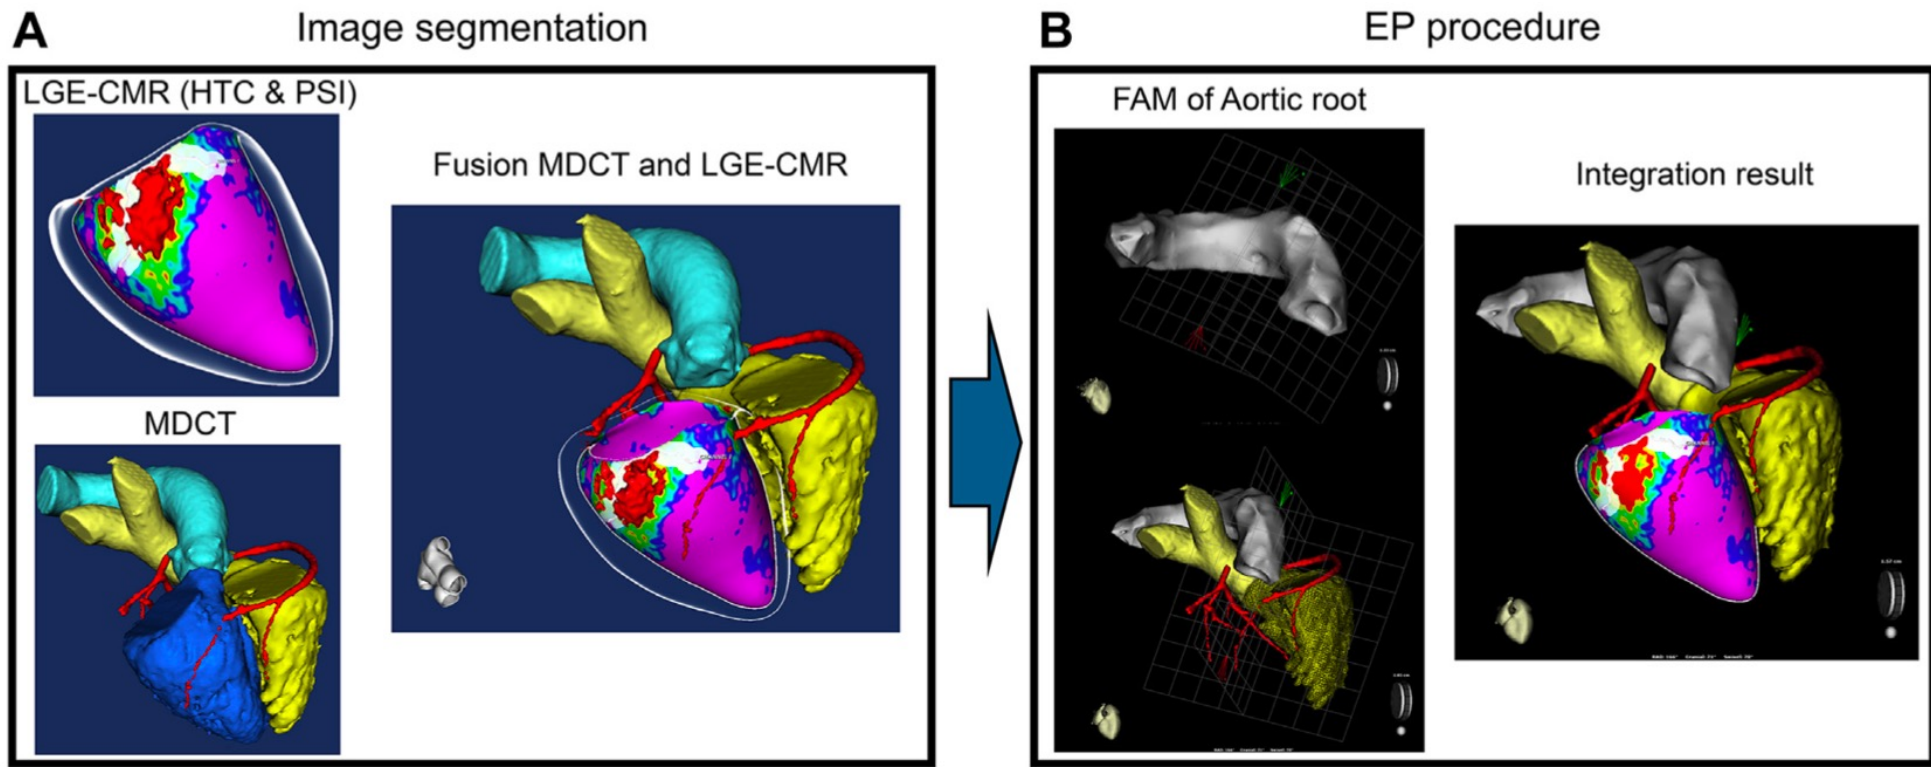 A
Image segmentation
LGE-CMR (HTC & PSI)
Fusion MDCT and LGE-CMR
MDCT
B
EP procedure
FAM of Aortic root
Integration result